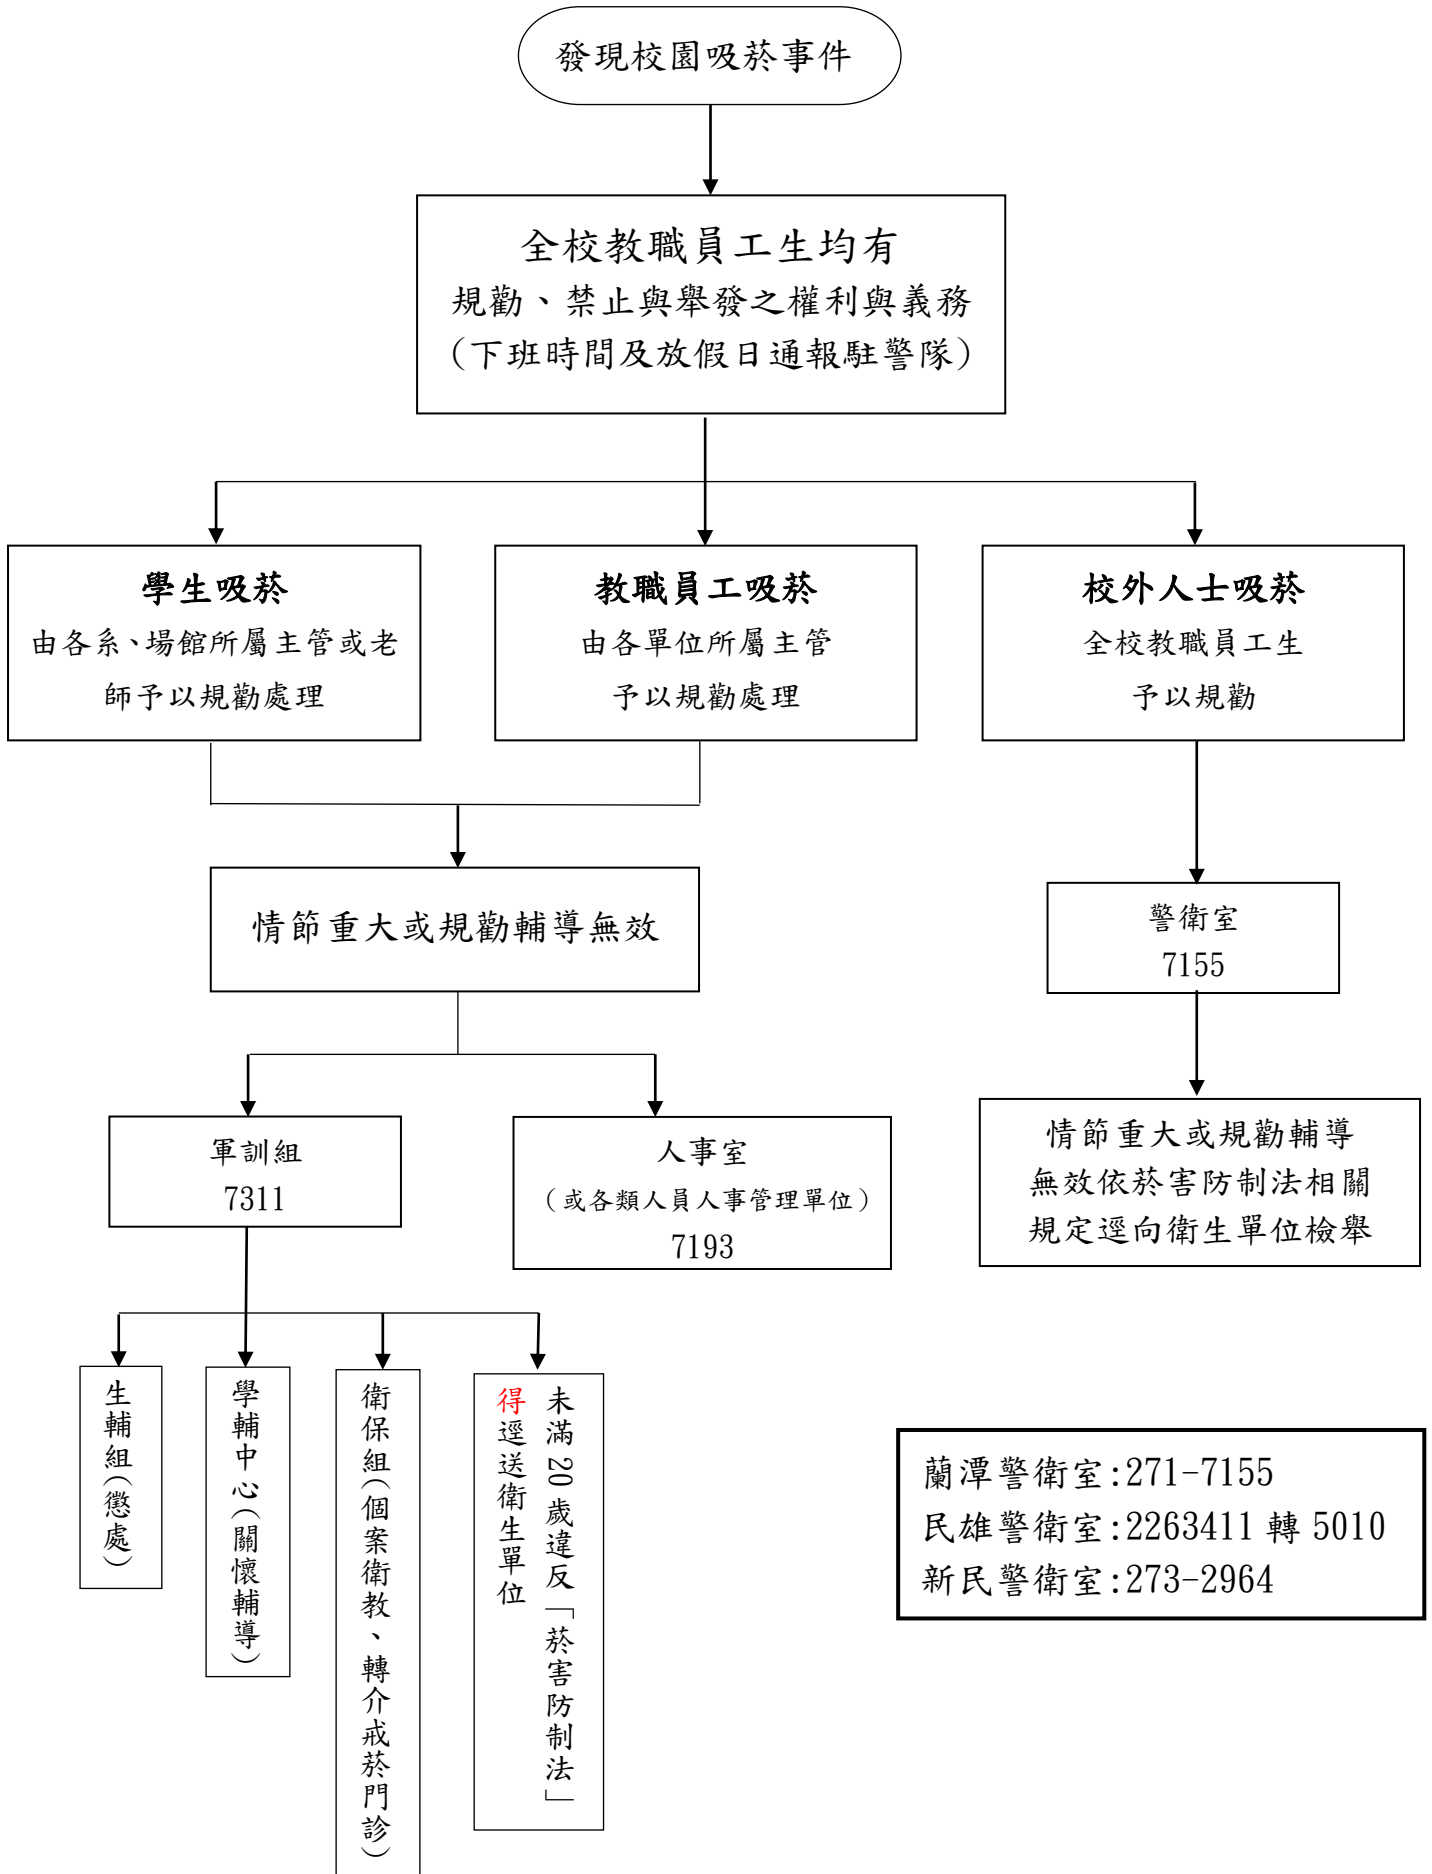 發現校園吸菸事件
全校教職員工生均有
規勸、禁止與舉發之權利與義務
(下班時間及放假日通報駐警隊)
學生吸菸
由各系、場館所屬主管或老
師予以規勸處理
教職員工吸菸
由各單位所屬主管
予以規勸處理
校外人士吸菸
全校教職員工生
予以規勸
情節重大或規勸輔導無效
警衛室
7155
軍訓組
7311
人事室
(或各類人員人事管理單位)
7193
情節重大或規勸輔導
無效依菸害防制法相關
規定逕向衛生單位檢舉
生輔組(懲處)
學輔中心(關懷輔導)
衛保組(個案衛教、轉介戒菸門診)
未滿20歲違反「菸害防制法」
得逕送衛生單位
蘭潭警衛室:271-7155
民雄警衛室:2263411 轉 5010
新民警衛室:273-2964